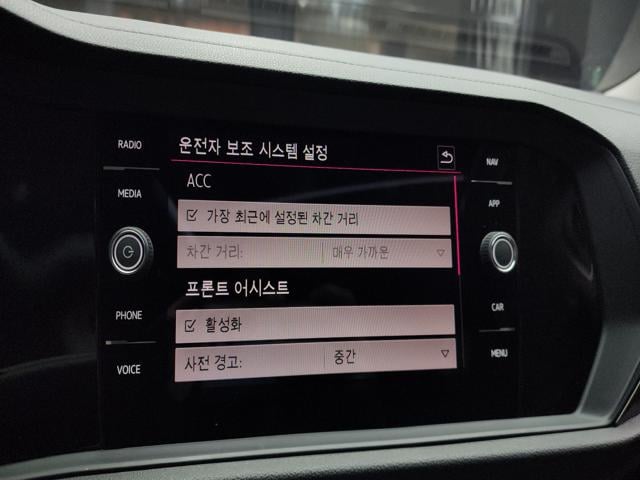 RADIO
MEDIA
PHONE
VOICE
운전자 보조 시스템 설정
ACC
가장 최근에 설정된 차간 거리
차간 거리: 매우 가까운
프론트 어시스트
활성화
사전 경고: 중간
NAV
APP
CAR
MENU